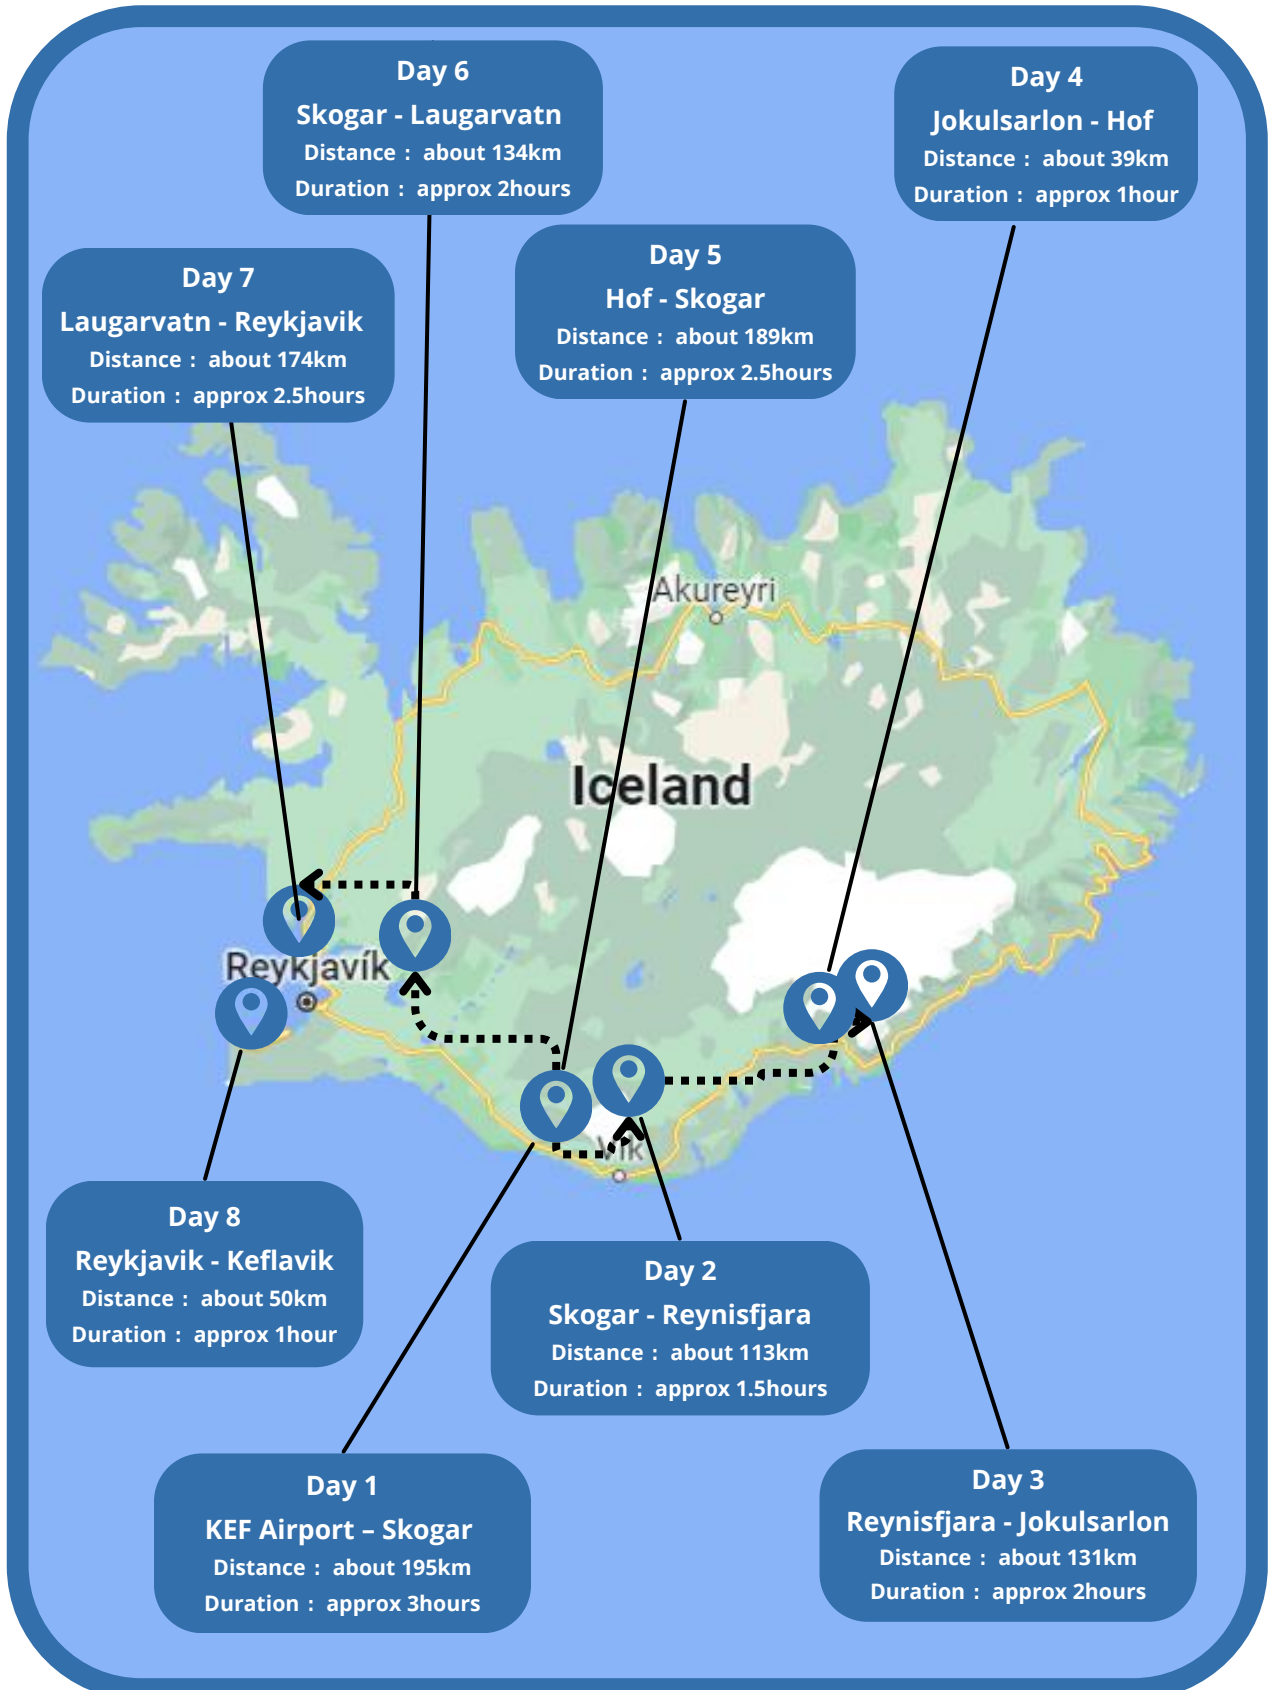 Day 6
Skogar - Laugarvatn
Distance : about 134km
Duration : approx 2hours
Day 4
Jokulsarlon - Hof
Distance : about 39km
Duration : approx 1hour
Day 7
Laugarvatn - Reykjavik
Distance : about 174km
Duration : approx 2.5hours
Day 5
Hof - Skogar
Distance : about 189km
Duration : approx 2.5hours
Akureyri
Iceland
Reykjavík
Vik
Day 8
Reykjavik - Keflavik
Distance : about 50km
Duration : approx 1hour
Day 2
Skogar - Reynisfjara
Distance : about 113km
Duration : approx 1.5hours
Day 1
KEF Airport – Skogar
Distance : about 195km
Duration : approx 3hours
Day 3
Reynisfjara - Jokulsarlon
Distance : about 131km
Duration : approx 2hours